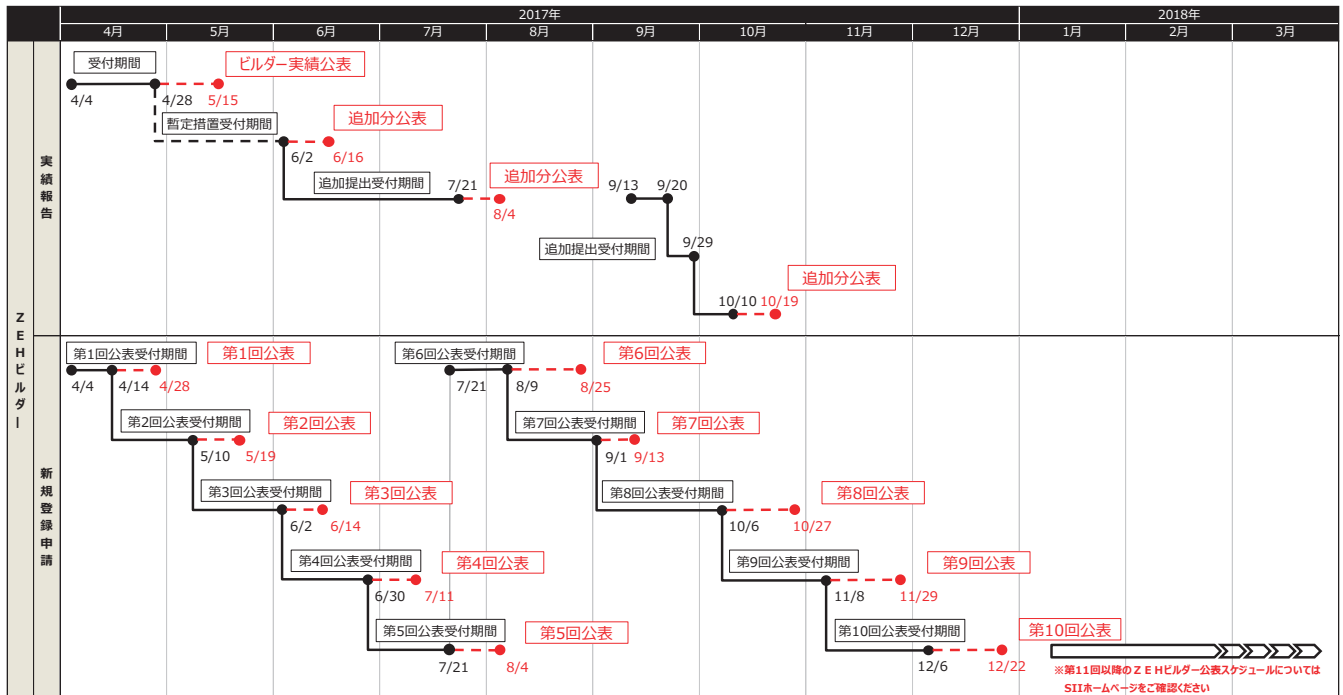 2017年
2018年
4月
5月
6月
7月
8月
9月
10月
11月
12月
1月
2月
3月
ZEHビルダー
実績報告
受付期間
ビルダー実績公表
4/4
4/28
5/15
暫定措置受付期間
追加分公表
6/2
6/16
追加提出受付期間
7/21
追加分公表
8/4
9/13
9/20
追加提出受付期間
9/29
追加分公表
10/10
10/19
新規登録申請
第1回公表受付期間
第1回公表
4/4
4/14
4/28
第2回公表受付期間
第2回公表
5/10
5/19
第3回公表受付期間
第3回公表
6/2
6/14
第4回公表受付期間
第4回公表
6/30
7/11
第5回公表受付期間
第5回公表
7/21
8/4
第6回公表受付期間
第6回公表
7/21
8/9
8/25
第7回公表受付期間
第7回公表
9/1
9/13
第8回公表受付期間
第8回公表
10/6
10/27
第9回公表受付期間
第9回公表
11/8
11/29
第10回公表受付期間
第10回公表
12/6
12/22
※第11回以降のZEHビルダー公表スケジュールについては
SIIホームページをご確認ください